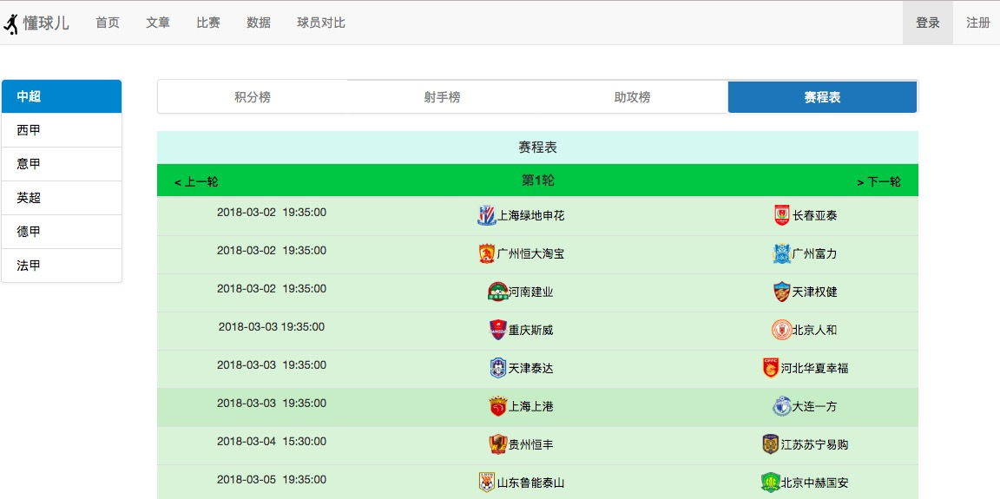 懂球儿 首页 文章 比赛 数据 球员对比 登录 注册
中超
西甲
意甲
英超
德甲
法甲
积分榜 射手榜 助攻榜 赛程表
赛程表
< 上一轮 第1轮 > 下一轮
2018-03-02 19:35:00 上海绿地申花 长春亚泰
2018-03-02 19:35:00 广州恒大淘宝 广州富力
2018-03-02 19:35:00 河南建业 天津权健
2018-03-03 19:35:00 重庆斯威 北京人和
2018-03-03 19:35:00 天津泰达 河北华夏幸福
2018-03-03 19:35:00 上海上港 大连一方
2018-03-04 15:30:00 贵州恒丰 江苏苏宁易购
2018-03-05 19:35:00 山东鲁能泰山 北京中赫国安